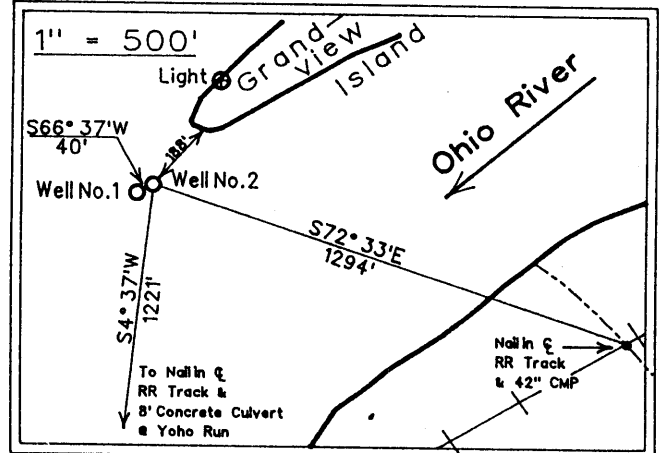 1" = 500'
Grand-
view
Island
Light
Ohio River
S66° 37'W
40'
188'
Well No.1
Well No.2
S72° 33'E
1294'
S4° 37'W
1221'
Nail in ℄
RR Track
& 42" CMP
To Nail in ℄
RR Track &
8' Concrete Culvert
@ Yoho Run